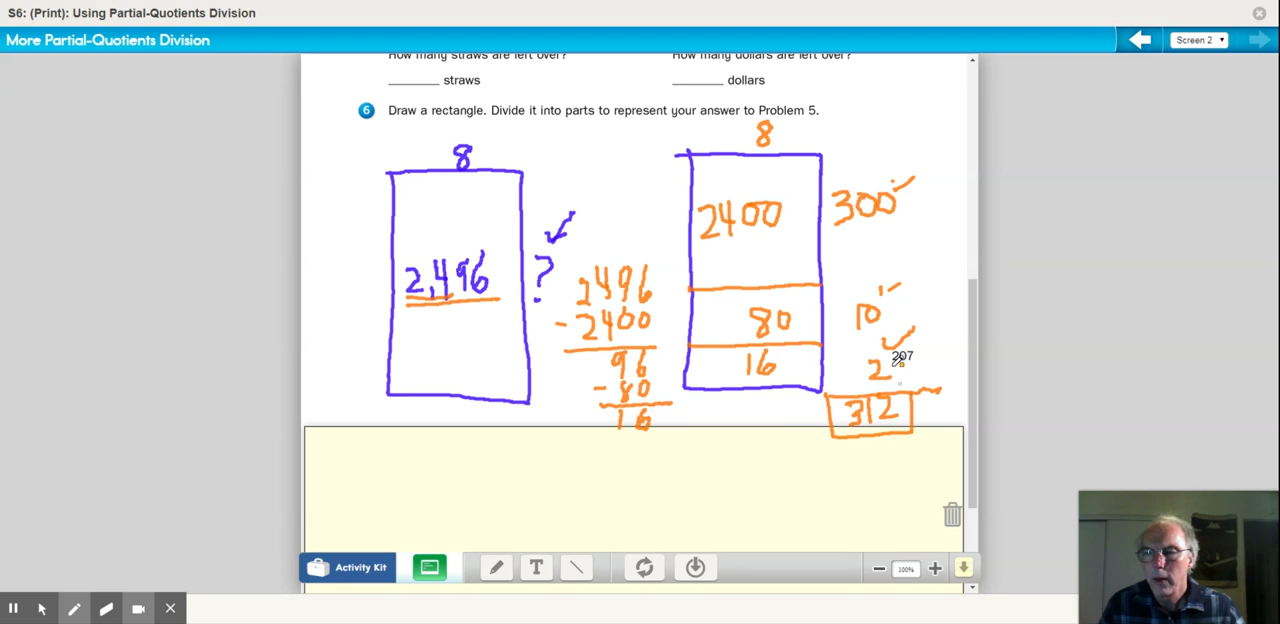 S6: (Print): Using Partial-Quotients Division
More Partial-Quotients Division
Screen 2
How many straws are left over?
How many dollars are left over?
________ straws
________ dollars
6 Draw a rectangle. Divide it into parts to represent your answer to Problem 5.
8
2,496
?
2496
- 2400
96
- 80
16
8
2400
300
80
10
16
2
207
312
Activity Kit
T
100%